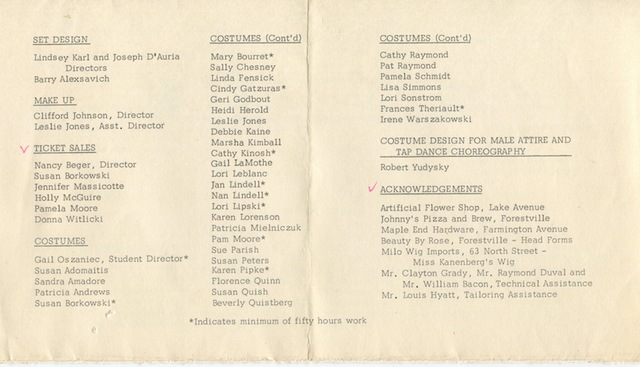 SET DESIGN
Lindsey Karl and Joseph D'Auria
Directors
Barry Alexsavich
MAKE UP
Clifford Johnson, Director
Leslie Jones, Asst. Director
TICKET SALES
Nancy Beger, Director
Susan Borkowski
Jennifer Massicotte
Holly McGuire
Pamela Moore
Donna Witlicki
COSTUMES
Gail Oszaniec, Student Director*
Susan Adomaitis
Sandra Amadore
Patricia Andrews
Susan Borkowski*
COSTUMES (Cont'd)
Mary Bourret*
Sally Chesney
Linda Fensick
Cindy Gatzuras*
Geri Godbout
Heidi Herold
Leslie Jones
Debbie Kaine
Marsha Kimball
Cathy Kinosh*
Gail LaMothe
Lori Leblanc
Jan Lindell*
Nan Lindell*
Lori Lipski*
Karen Lorenson
Patricia Mielniczuk
Pam Moore*
Sue Parish
Susan Peters
Karen Pipke*
Florence Quinn
Susan Quish
Beverly Quistberg
COSTUMES (Cont'd)
Cathy Raymond
Pat Raymond
Pamela Schmidt
Lisa Simmons
Lori Sonstrom
Frances Theriault*
Irene Warszakowski
COSTUME DESIGN FOR MALE ATTIRE AND
TAP DANCE CHOREOGRAPHY
Robert Yudysky
ACKNOWLEDGEMENTS
Artificial Flower Shop, Lake Avenue
Johnny's Pizza and Brew, Forestville
Maple End Hardware, Farmington Avenue
Beauty By Rose, Forestville - Head Forms
Milo Wig Imports, 63 North Street -
Miss Kanenberg's Wig
Mr. Clayton Grady, Mr. Raymond Duval and
Mr. William Bacon, Technical Assistance
Mr. Louis Hyatt, Tailoring Assistance
*Indicates minimum of fifty hours work